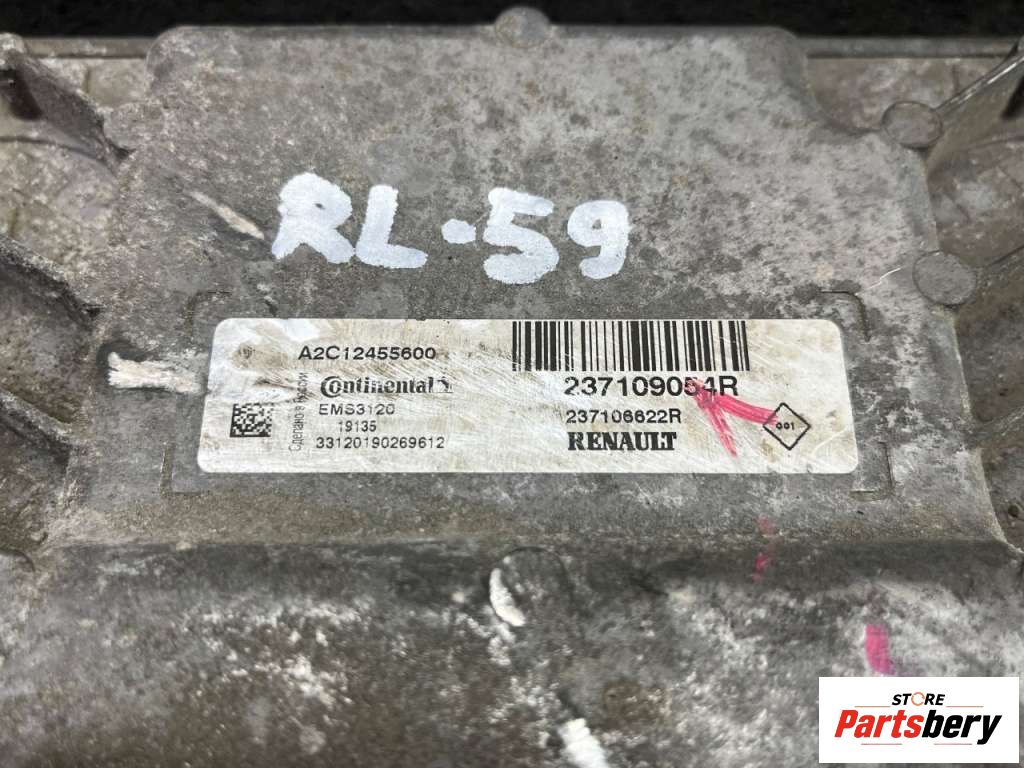 RL-59
A2C12455600
Continental
EMS3120
19135
33120190269612
Сделано в России
237109054R
237106622R
RENAULT
001
STORE
Partsbery